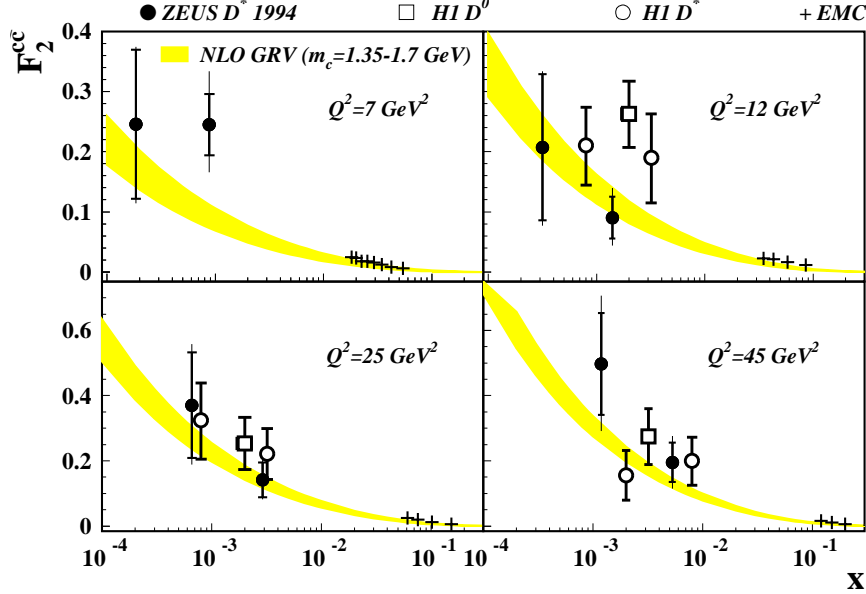 ● ZEUS D* 1994 □ H1 D⁰ ○ H1 D* + EMC
F₂^cc̄
NLO GRV (m_c=1.35-1.7 GeV)
0.4
0.3
0.2
0.1
0
Q²=7 GeV²
Q²=12 GeV²
0.6
0.4
0.2
0
Q²=25 GeV²
Q²=45 GeV²
10⁻⁴ 10⁻³ 10⁻² 10⁻¹ 10⁻⁴ 10⁻³ 10⁻² 10⁻¹
x